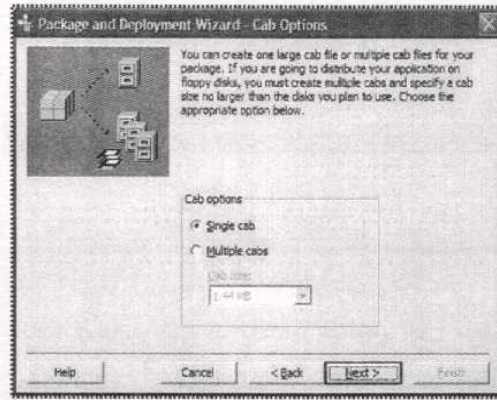 Package and Deployment Wizard - Cab Options
You can create one large cab file or multiple cab files for your
package. If you are going to distribute your application on
floppy disks, you must create multiple cabs and specify a cab
size no larger than the disks you plan to use. Choose the
appropriate option below.
Cab options
Single cab
Multiple cabs
Cab size:
1.44 MB
Help
Cancel
< Back
Next >
Finish